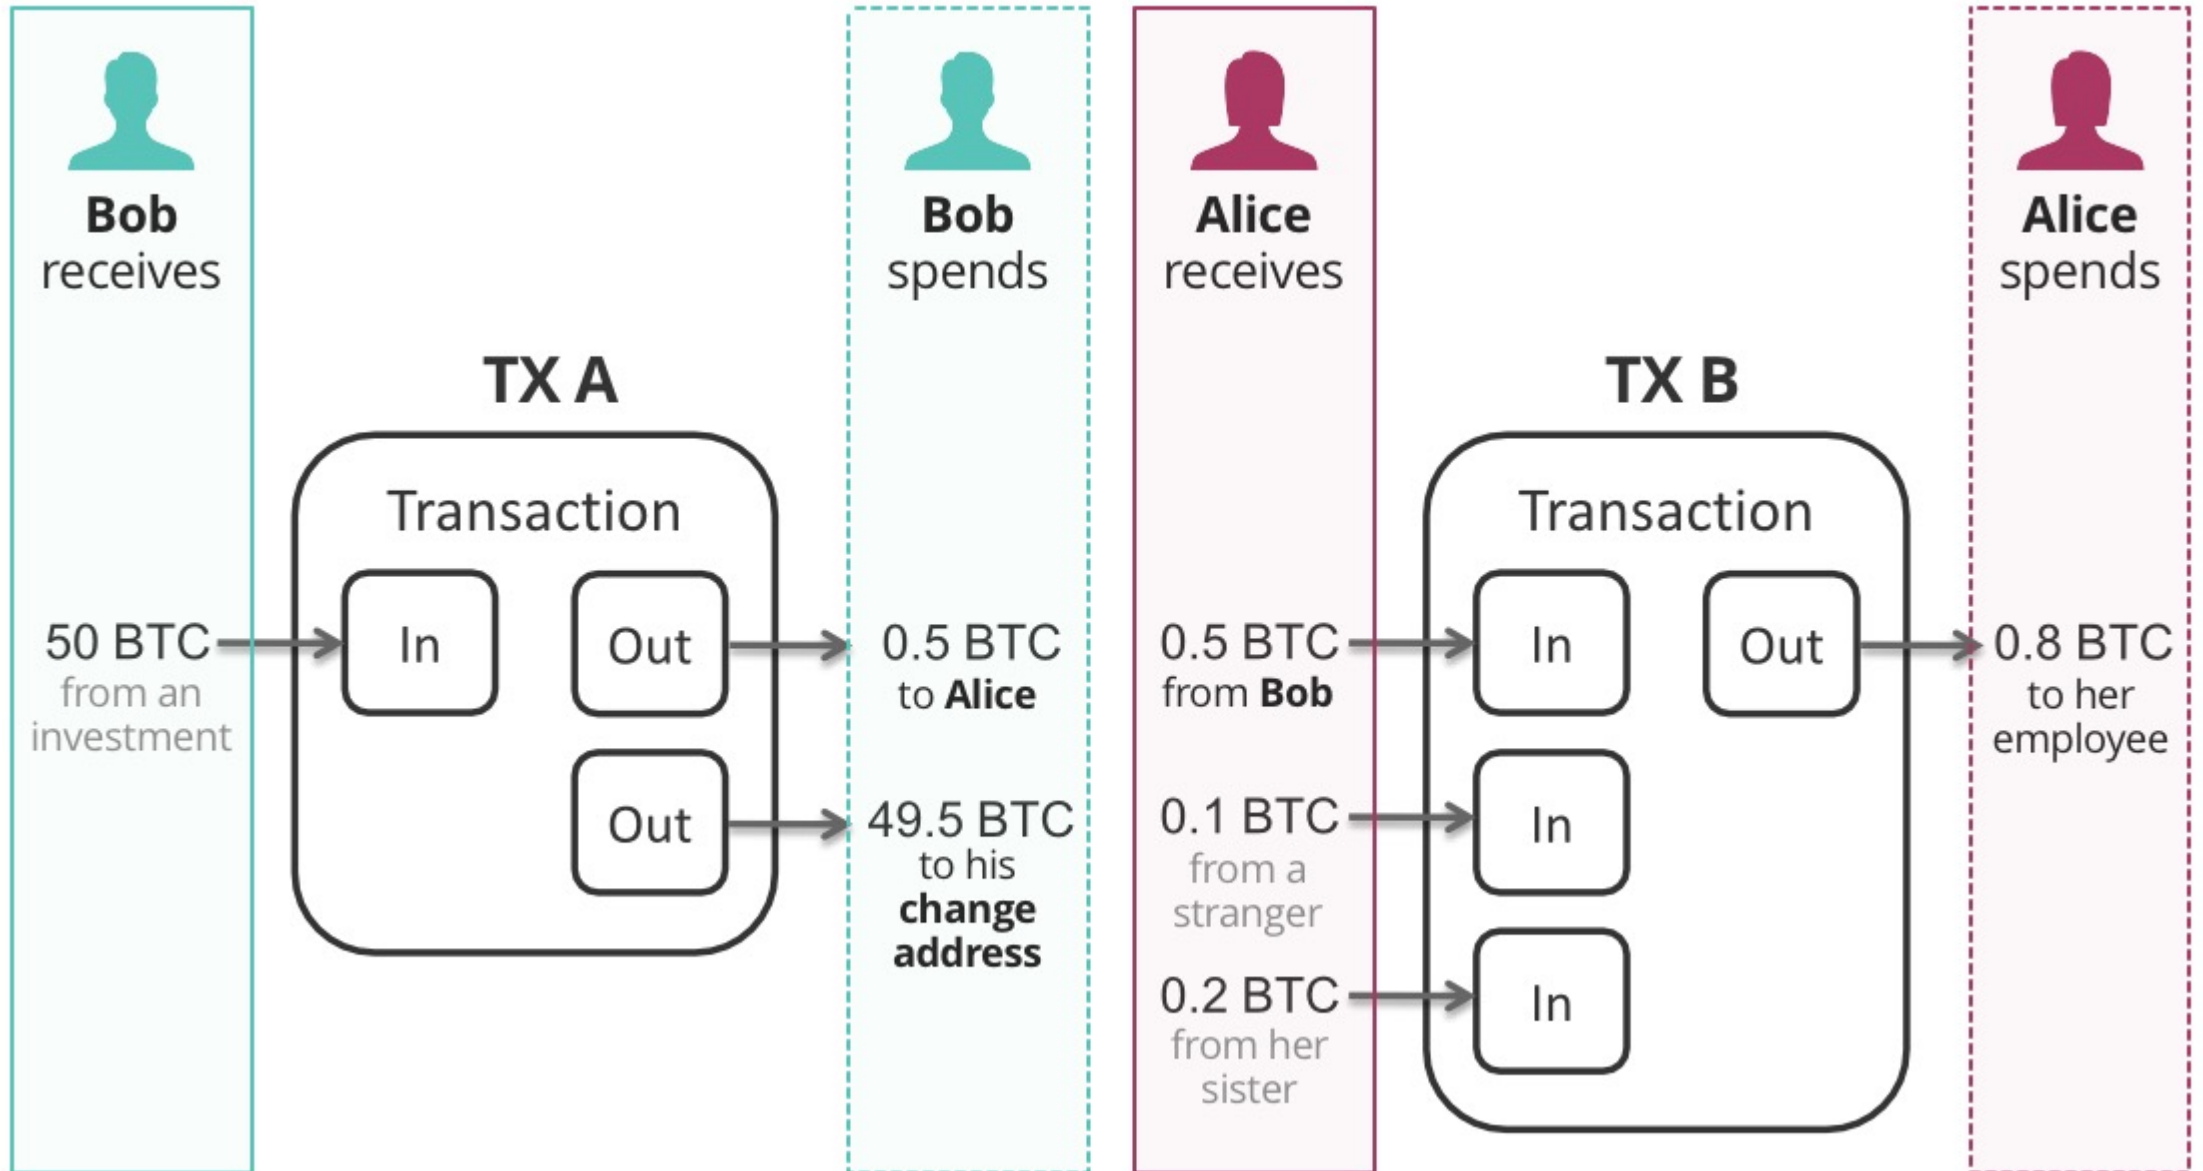 Bob
receives
Bob
spends
Alice
receives
Alice
spends
TX A
Transaction
In
Out
Out
50 BTC
from an
investment
0.5 BTC
to Alice
49.5 BTC
to his
change
address
TX B
Transaction
0.5 BTC
from Bob
0.1 BTC
from a
stranger
0.2 BTC
from her
sister
In
In
In
Out
0.8 BTC
to her
employee